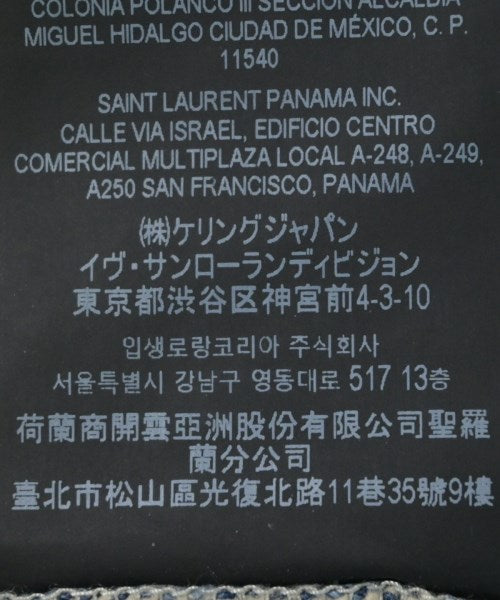 COLONIA POLANCO III SECCION ALCALDIA
MIGUEL HIDALGO CIUDAD DE MÉXICO, C. P.
11540
SAINT LAURENT PANAMA INC.
CALLE VIA ISRAEL, EDIFICIO CENTRO
COMERCIAL MULTIPLAZA LOCAL A-248, A-249,
A250 SAN FRANCISCO, PANAMA
㈱ケリングジャパン
イヴ・サンローランディビジョン
東京都渋谷区神宮前4-3-10
입생로랑코리아 주식회사
서울특별시 강남구 영동대로 517 13층
荷蘭商開雲亞洲股份有限公司聖羅
蘭分公司
臺北市松山區光復北路11巷35號9樓